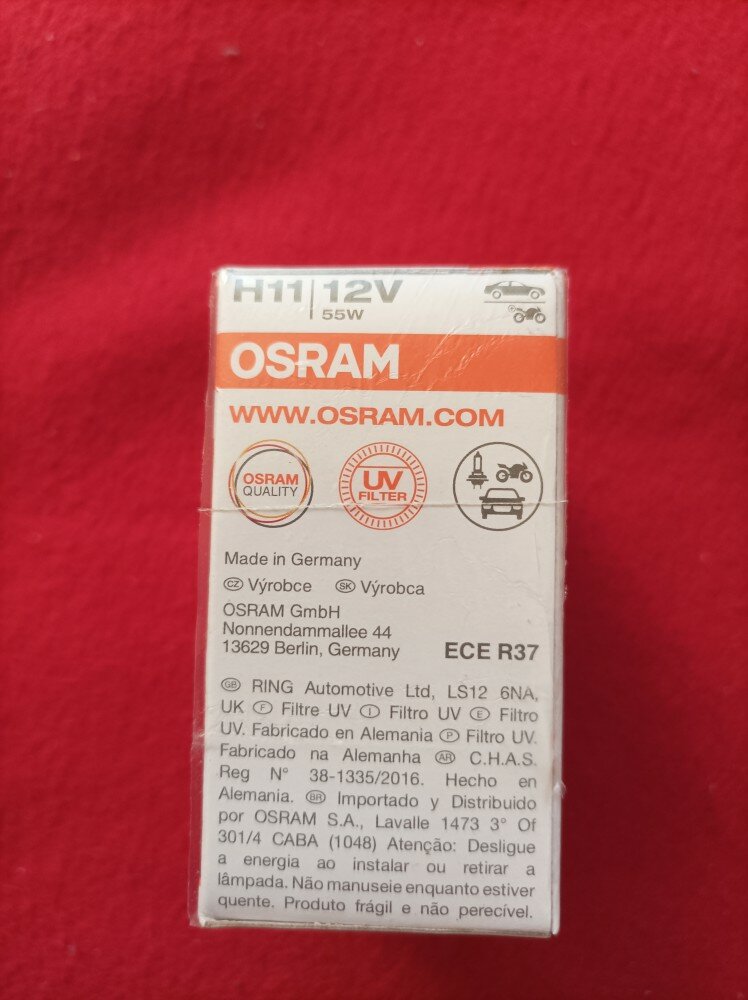 H11 | 12V
55W
OSRAM
WWW.OSRAM.COM
OSRAM
QUALITY
UV
FILTER
Made in Germany
CZ Výrobce SK Výrobca
OSRAM GmbH
Nonnendammallee 44
13629 Berlin, Germany
ECE R37
GB RING Automotive Ltd, LS12 6NA,
UK F Filtre UV I Filtro UV E Filtro
UV. Fabricado en Alemania P Filtro UV.
Fabricado na Alemanha AR C.H.A.S.
Reg N° 38-1335/2016. Hecho en
Alemania. BR Importado y Distribuido
por OSRAM S.A., Lavalle 1473 3° Of
301/4 CABA (1048) Atenção: Desligue
a energia ao instalar ou retirar a
lâmpada. Não manuseie enquanto estiver
quente. Produto frágil e não perecível.